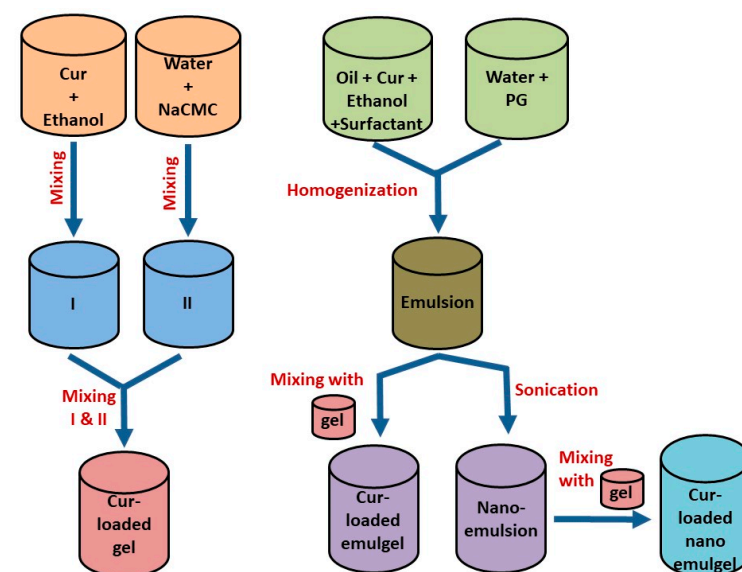 Cur
+
Ethanol
Water
+
NaCMC
Oil + Cur +
Ethanol
+Surfactant
Water +
PG
Mixing
Mixing
Homogenization
I
II
Emulsion
Mixing
I & II
Mixing with
gel
Sonication
Cur-
loaded
gel
Cur-
loaded
emulgel
Nano-
emulsion
Mixing
with
gel
Cur-
loaded
nano
emulgel